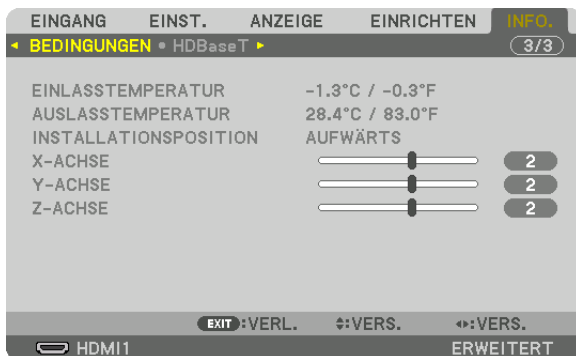 EINGANG EINST. ANZEIGE EINRICHTEN INFO.
BEDINGUNGEN • HDBaseT 3/3
EINLASSTEMPERATUR -1.3°C / -0.3°F
AUSLASSTEMPERATUR 28.4°C / 83.0°F
INSTALLATIONSPOSITION AUFWÄRTS
X-ACHSE 2
Y-ACHSE 2
Z-ACHSE 2
EXIT :VERL. :VERS. :VERS.
HDMI1 ERWEITERT